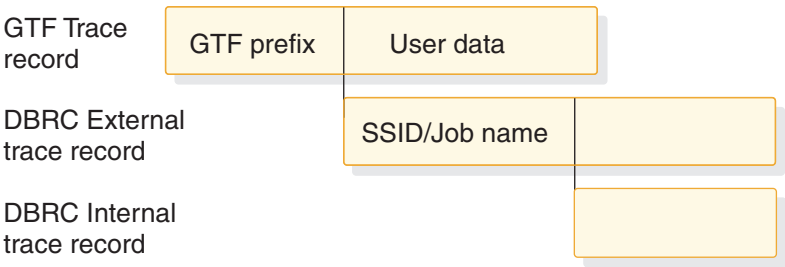 GTF Trace
record
GTF prefix
User data
DBRC External
trace record
SSID/Job name
DBRC Internal
trace record